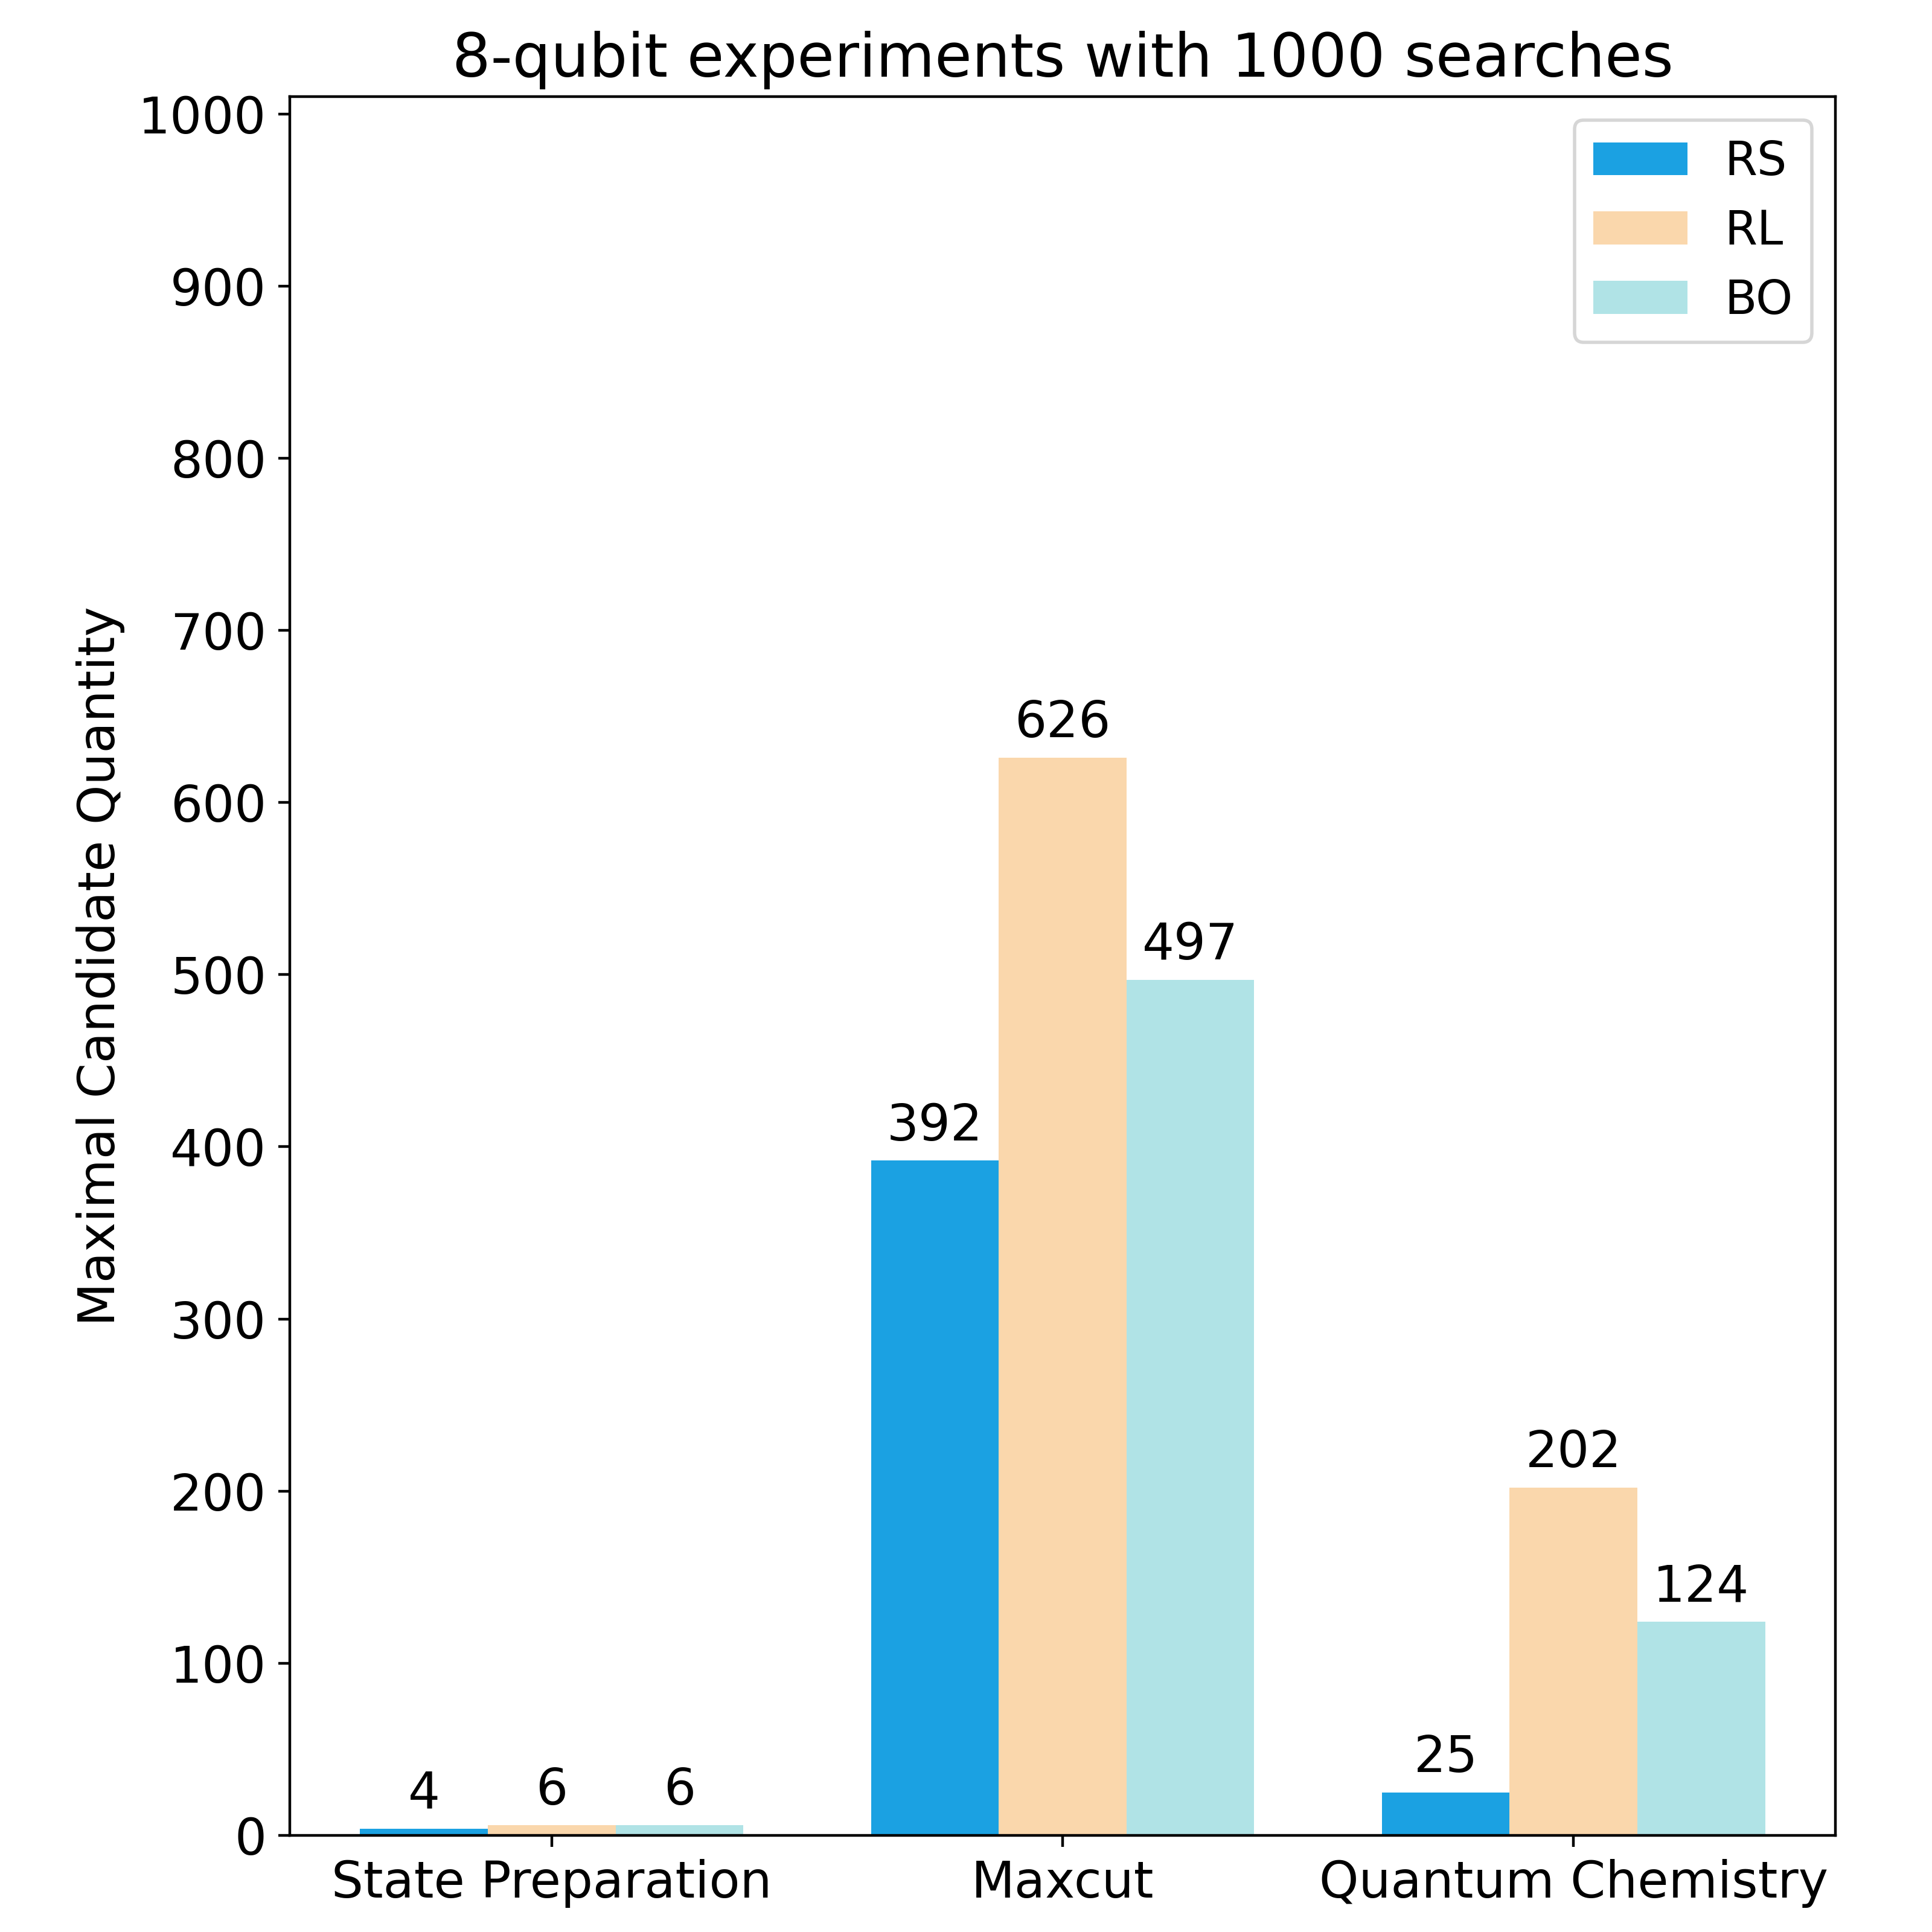 8-qubit experiments with 1000 searches
Maximal Candidate Quantity
1000
900
800
700
600
500
400
300
200
100
0
RS
RL
BO
4
6
6
392
626
497
25
202
124
State Preparation
Maxcut
Quantum Chemistry